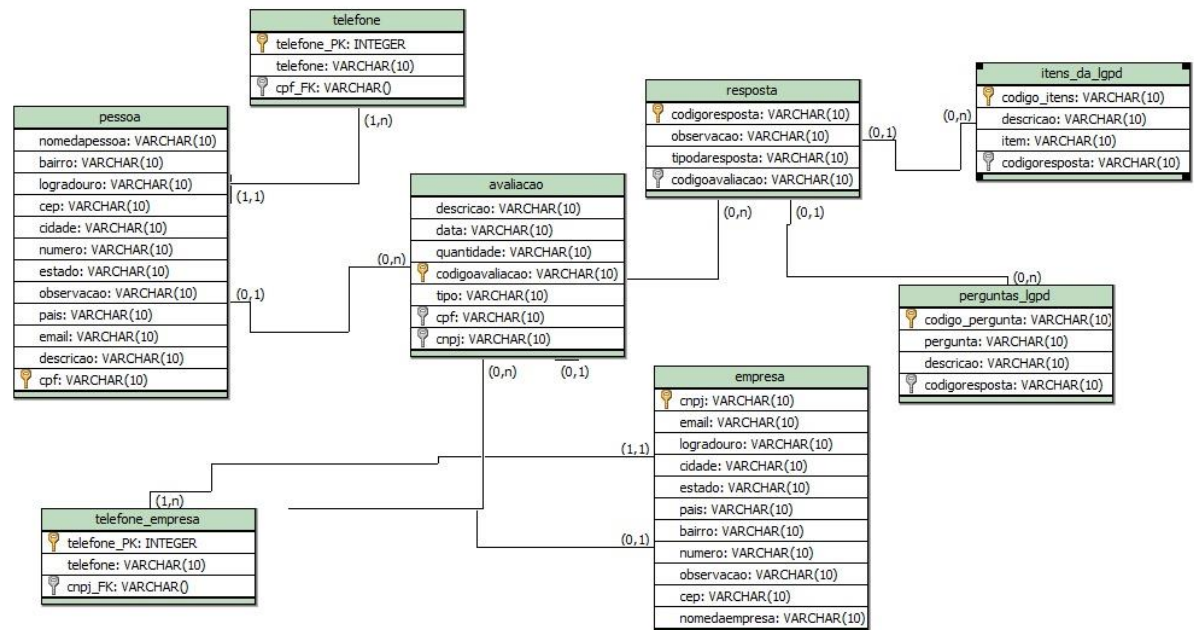 telefone
telefone_PK: INTEGER
telefone: VARCHAR(10)
cpf_FK: VARCHAR()
(1,n)
pessoa
nomedapessoa: VARCHAR(10)
bairro: VARCHAR(10)
logradouro: VARCHAR(10)
cep: VARCHAR(10)
cidade: VARCHAR(10)
numero: VARCHAR(10)
estado: VARCHAR(10)
observacao: VARCHAR(10)
pais: VARCHAR(10)
email: VARCHAR(10)
descricao: VARCHAR(10)
cpf: VARCHAR(10)
(1,1)
(0,1)
(0,n)
avaliacao
descricao: VARCHAR(10)
data: VARCHAR(10)
quantidade: VARCHAR(10)
codigoavaliacao: VARCHAR(10)
tipo: VARCHAR(10)
cpf: VARCHAR(10)
cnpj: VARCHAR(10)
(0,n)
(0,1)
resposta
codigoresposta: VARCHAR(10)
observacao: VARCHAR(10)
tipodaresposta: VARCHAR(10)
codigoavaliacao: VARCHAR(10)
(0,1)
(0,n)
(0,n)
(0,1)
itens_da_lgpd
codigo_itens: VARCHAR(10)
descricao: VARCHAR(10)
item: VARCHAR(10)
codigoresposta: VARCHAR(10)
(0,n)
perguntas_lgpd
codigo_pergunta: VARCHAR(10)
pergunta: VARCHAR(10)
descricao: VARCHAR(10)
codigoresposta: VARCHAR(10)
empresa
cnpj: VARCHAR(10)
email: VARCHAR(10)
logradouro: VARCHAR(10)
cidade: VARCHAR(10)
estado: VARCHAR(10)
pais: VARCHAR(10)
bairro: VARCHAR(10)
numero: VARCHAR(10)
observacao: VARCHAR(10)
cep: VARCHAR(10)
nomedaempresa: VARCHAR(10)
(1,1)
(0,1)
(1,n)
telefone_empresa
telefone_PK: INTEGER
telefone: VARCHAR(10)
cnpj_FK: VARCHAR()